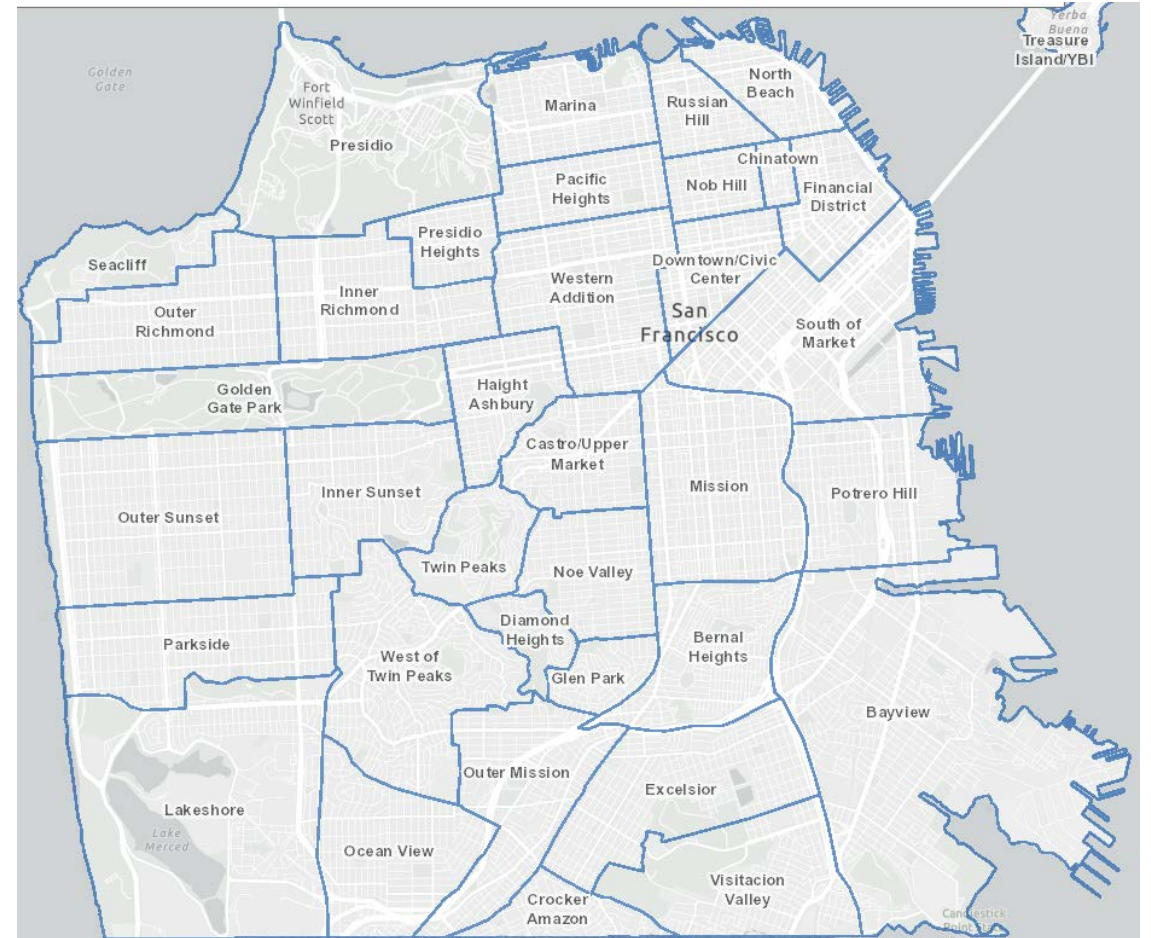 Yerba
Buena
Treasure
Island/YBI
Golden
Gate
Fort
Winfield
Scott
Presidio
Marina
Russian
Hill
North
Beach
Chinatown
Pacific
Heights
Nob Hill
Financial
District
Presidio
Heights
Seacliff
Outer
Richmond
Inner
Richmond
Western
Addition
Downtown/Civic
Center
San
Francisco
South of
Market
Golden
Gate Park
Haight
Ashbury
Castro/Upper
Market
Mission
Potrero Hill
Outer Sunset
Inner Sunset
Twin Peaks
Noe Valley
Diamond
Heights
Parkside
West of
Twin Peaks
Glen Park
Bernal
Heights
Bayview
Outer Mission
Excelsior
Lakeshore
Lake
Merced
Ocean View
Crocker
Amazon
Visitacion
Valley
Candlestick